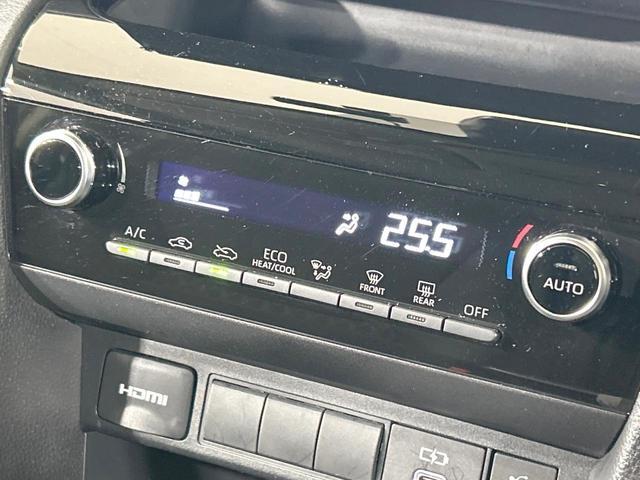 25.5
A/C
ECO
HEAT/COOL
FRONT
REAR
OFF
AUTO
HDMI